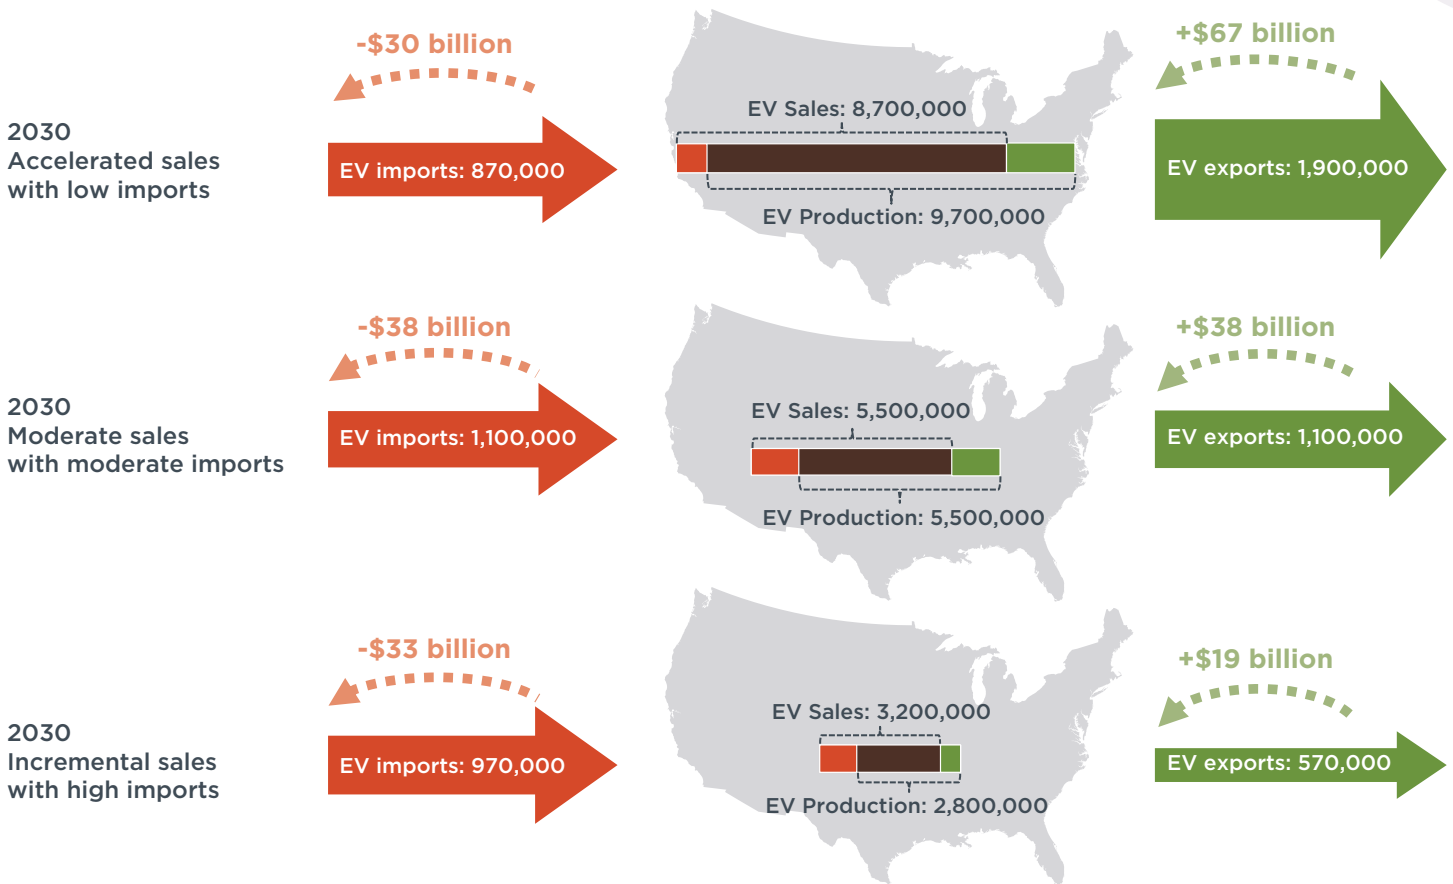 2030
Accelerated sales
with low imports
-$30 billion
EV imports: 870,000
EV Sales: 8,700,000
EV Production: 9,700,000
+$67 billion
EV exports: 1,900,000
2030
Moderate sales
with moderate imports
-$38 billion
EV imports: 1,100,000
EV Sales: 5,500,000
EV Production: 5,500,000
+$38 billion
EV exports: 1,100,000
2030
Incremental sales
with high imports
-$33 billion
EV imports: 970,000
EV Sales: 3,200,000
EV Production: 2,800,000
+$19 billion
EV exports: 570,000